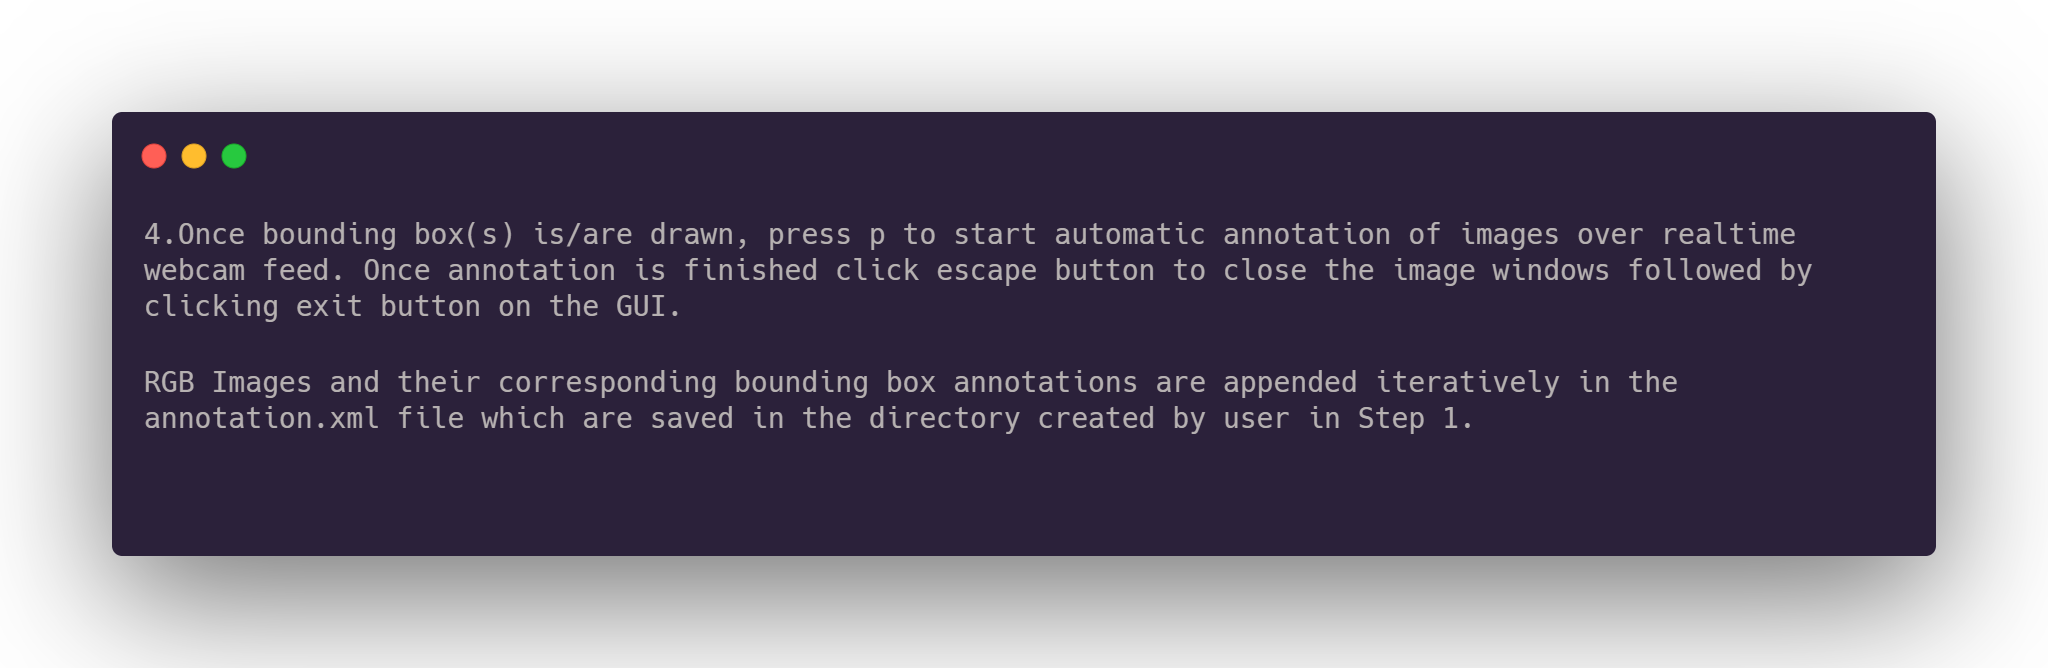 4.Once bounding box(s) is/are drawn, press p to start automatic annotation of images over realtime
webcam feed. Once annotation is finished click escape button to close the image windows followed by
clicking exit button on the GUI.
RGB Images and their corresponding bounding box annotations are appended iteratively in the
annotation.xml file which are saved in the directory created by user in Step 1.